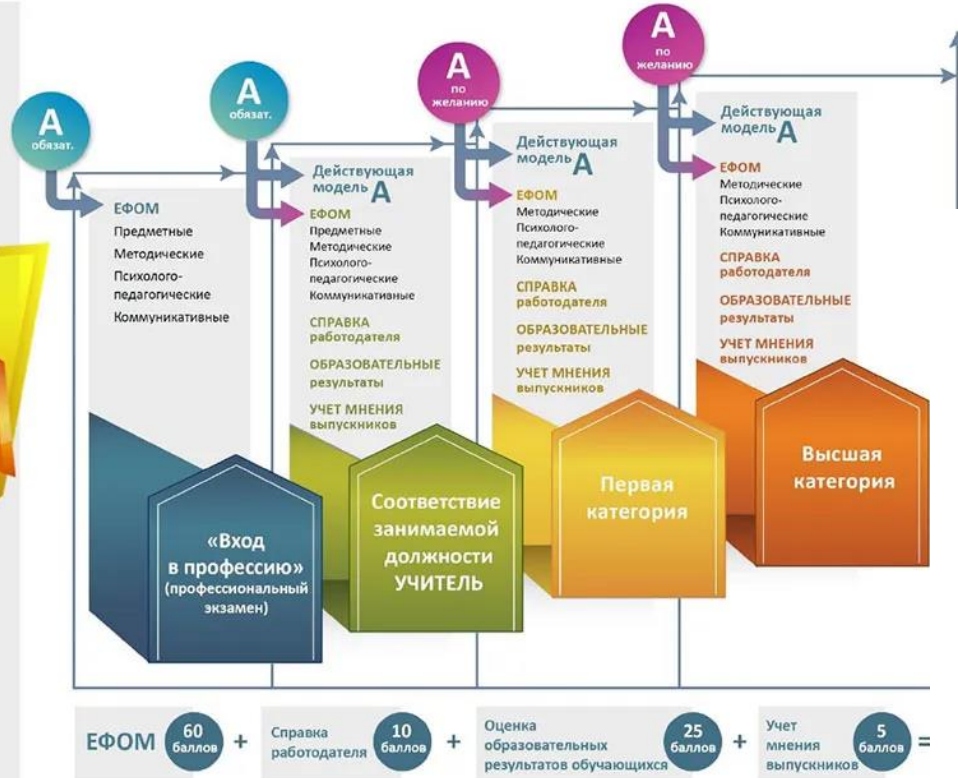 А
обязат.
ЕФОМ
Предметные
Методические
Психолого-
педагогические
Коммуникативные
«Вход
в профессию»
(профессиональный
экзамен)
А
обязат.
Действующая
модель А
ЕФОМ
Предметные
Методические
Психолого-
педагогические
Коммуникативные
СПРАВКА
работодателя
ОБРАЗОВАТЕЛЬНЫЕ
результаты
УЧЕТ МНЕНИЯ
выпускников
Соответствие
занимаемой
должности
УЧИТЕЛЬ
А
по
желанию
Действующая
модель А
ЕФОМ
Методические
Психолого-
педагогические
Коммуникативные
СПРАВКА
работодателя
ОБРАЗОВАТЕЛЬНЫЕ
результаты
УЧЕТ МНЕНИЯ
выпускников
Первая
категория
А
по
желанию
Действующая
модель А
ЕФОМ
Методические
Психолого-
педагогические
Коммуникативные
СПРАВКА
работодателя
ОБРАЗОВАТЕЛЬНЫЕ
результаты
УЧЕТ МНЕНИЯ
выпускников
Высшая
категория
ЕФОМ
60
баллов
+
Справка
работодателя
10
баллов
+
Оценка
образовательных
результатов обучающихся
25
баллов
+
Учет
мнения
выпускников
5
баллов
=